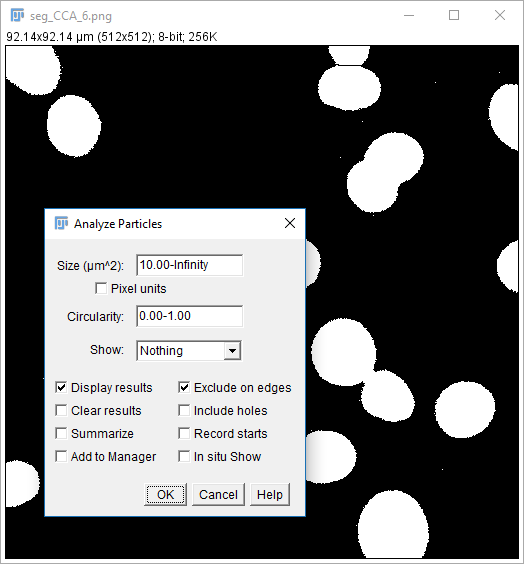 seg_CCA_6.png
92.14x92.14 µm (512x512); 8-bit; 256K
Analyze Particles
Size (µm^2): 10.00-Infinity
Pixel units
Circularity: 0.00-1.00
Show: Nothing
Display results Exclude on edges
Clear results Include holes
Summarize Record starts
Add to Manager In situ Show
OK Cancel Help